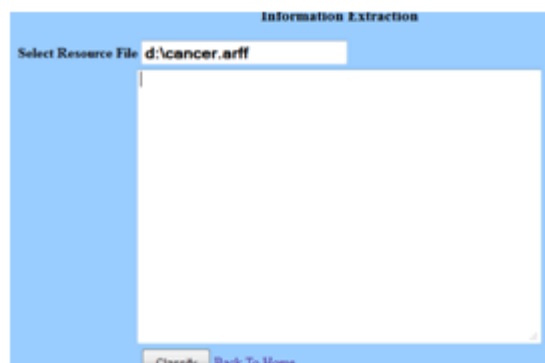 Information Extraction
Select Resource File d:\cancer.arff
Classify Back To Home